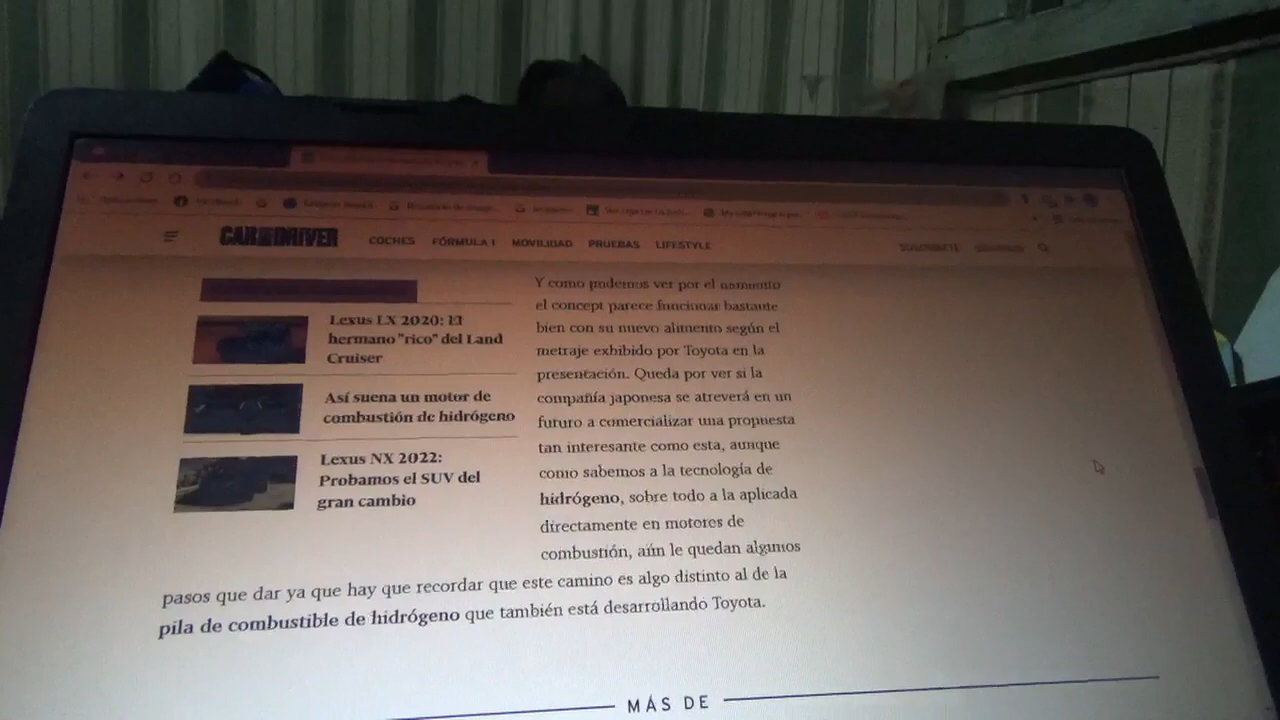 CAR AND DRIVER
COCHES FÓRMULA 1 MOVILIDAD PRUEBAS LIFESTYLE
Lexus LX 2020: El
hermano "rico" del Land
Cruiser
Así suena un motor de
combustión de hidrógeno
Lexus NX 2022:
Probamos el SUV del
gran cambio
Y como podemos ver por el momento
el concept parece funcionar bastante
bien con su nuevo alimento según el
metraje exhibido por Toyota en la
presentación. Queda por ver si la
compañía japonesa se atreverá en un
futuro a comercializar una propuesta
tan interesante como esta, aunque
como sabemos a la tecnología de
hidrógeno, sobre todo a la aplicada
directamente en motores de
combustión, aún le quedan algunos
pasos que dar ya que hay que recordar que este camino es algo distinto al de la
pila de combustible de hidrógeno que también está desarrollando Toyota.
MÁS DE